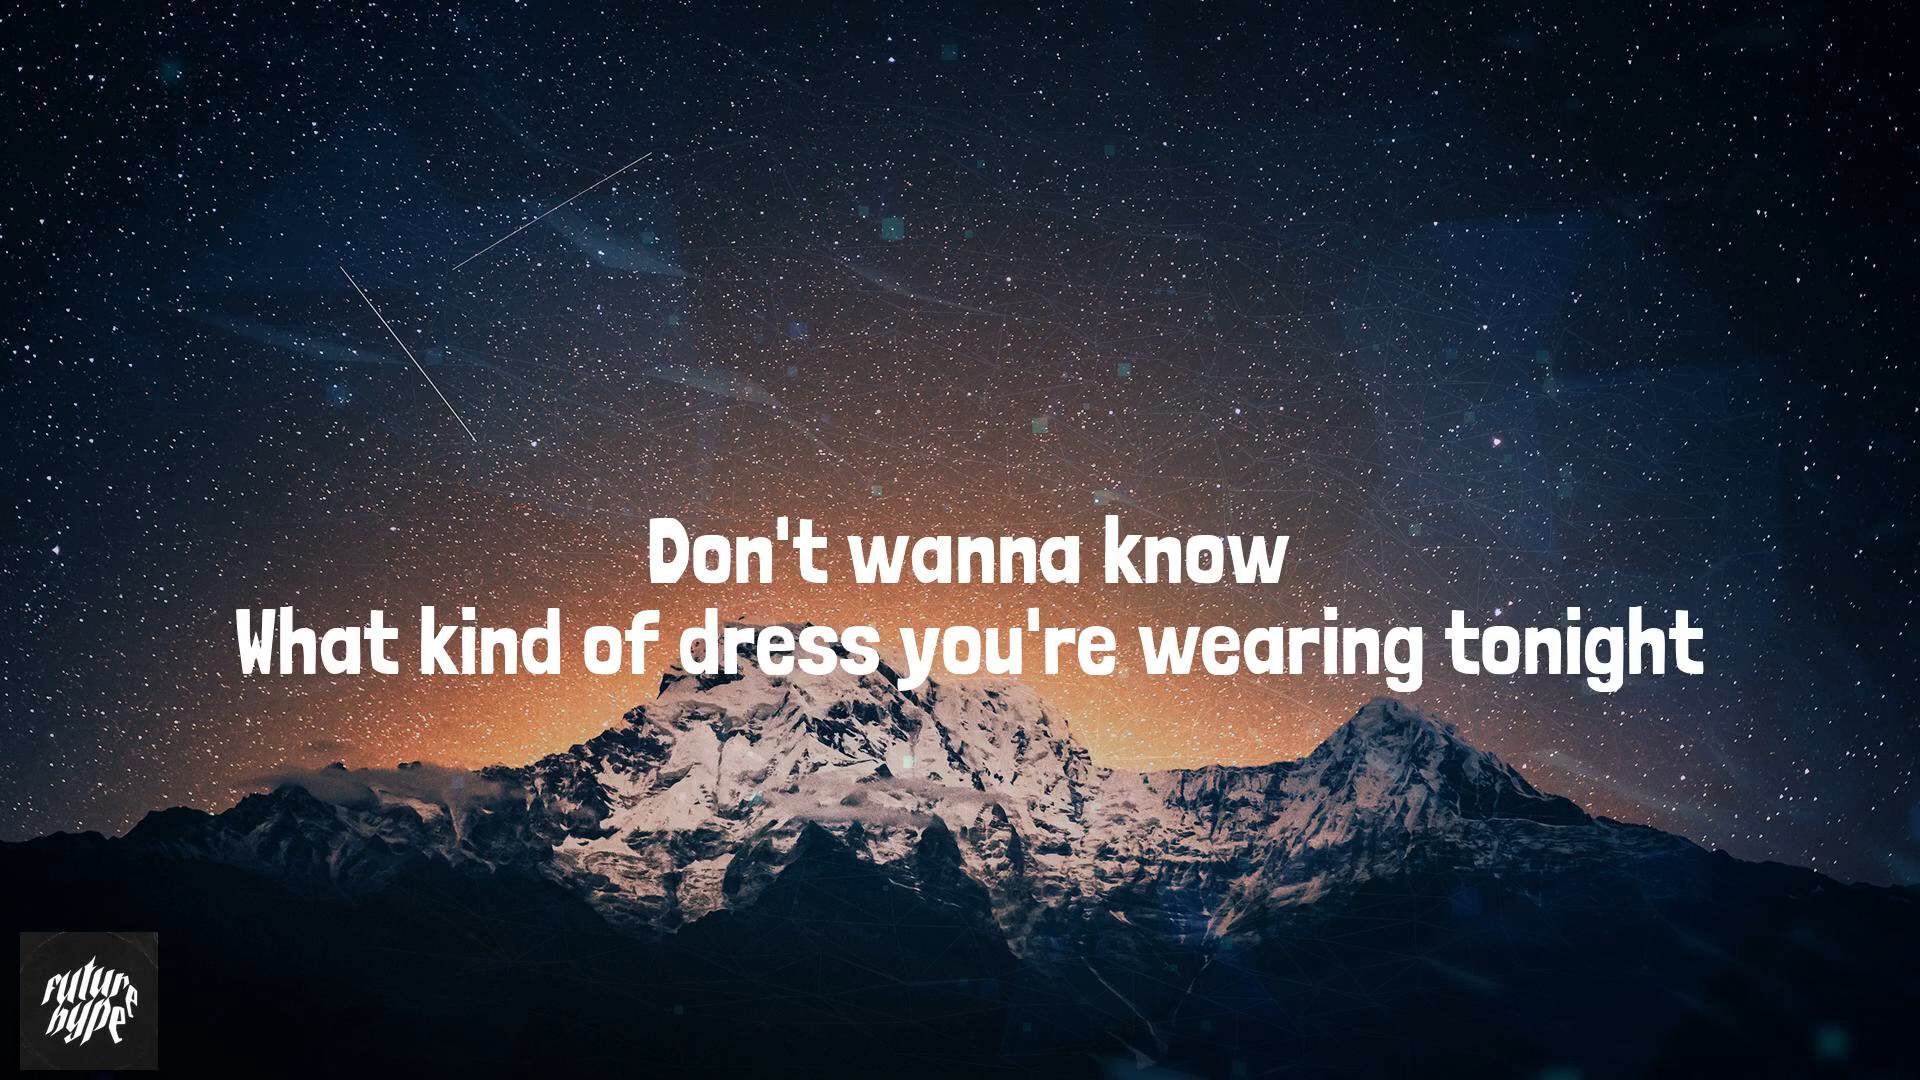 Don't wanna know
What kind of dress you're wearing tonight
future
hype